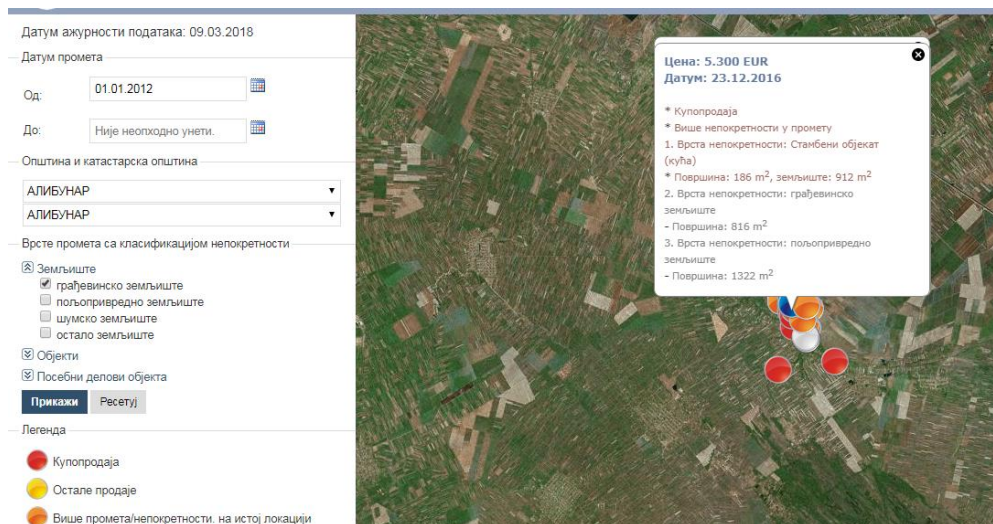 Датум ажурности података: 09.03.2018
Датум промета
Од:
01.01.2012
До:
Није неопходно унети.
Општина и катастарска општина
АЛИБУНАР
АЛИБУНАР
Врсте промета са класификацијом непокретности
Земљиште
грађевинско земљиште
пољопривредно земљиште
шумско земљиште
остало земљиште
Објекти
Посебни делови објекта
Прикажи
Ресетуј
Легенда
Купопродаја
Остале продаје
Више промета/непокретности. на истој локацији
Цена: 5.300 EUR
Датум: 23.12.2016
* Купопродаја
* Више непокретности у промету
1. Врста непокретности: Стамбени објекат
(кућа)
* Површина: 186 m², земљиште: 912 m²
2. Врста непокретности: грађевинско
земљиште
- Површина: 816 m²
3. Врста непокретности: пољопривредно
земљиште
- Површина: 1322 m²